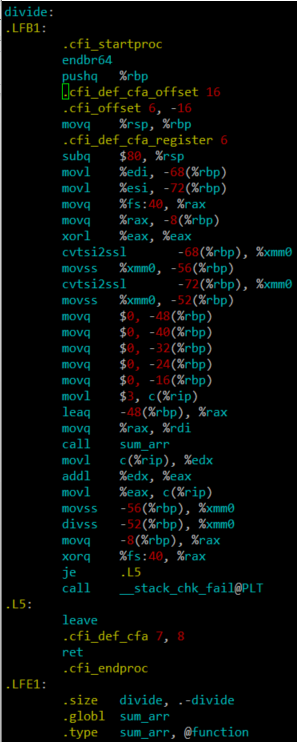 divide:
.LFB1:
.cfi_startproc
endbr64
pushq %rbp
.cfi_def_cfa_offset 16
.cfi_offset 6, -16
movq %rsp, %rbp
.cfi_def_cfa_register 6
subq $80, %rsp
movl %edi, -68(%rbp)
movl %esi, -72(%rbp)
movq %fs:40, %rax
movq %rax, -8(%rbp)
xorl %eax, %eax
cvtsi2ssl -68(%rbp), %xmm0
movss %xmm0, -56(%rbp)
cvtsi2ssl -72(%rbp), %xmm0
movss %xmm0, -52(%rbp)
movq $0, -48(%rbp)
movq $0, -40(%rbp)
movq $0, -32(%rbp)
movq $0, -24(%rbp)
movq $0, -16(%rbp)
movl $3, c(%rip)
leaq -48(%rbp), %rax
movq %rax, %rdi
call sum_arr
movl c(%rip), %edx
addl %edx, %eax
movl %eax, c(%rip)
movss -56(%rbp), %xmm0
divss -52(%rbp), %xmm0
movq -8(%rbp), %rax
xorq %fs:40, %rax
je .L5
call __stack_chk_fail@PLT
.L5:
leave
.cfi_def_cfa 7, 8
ret
.cfi_endproc
.LFE1:
.size divide, .-divide
.globl sum_arr
.type sum_arr, @function